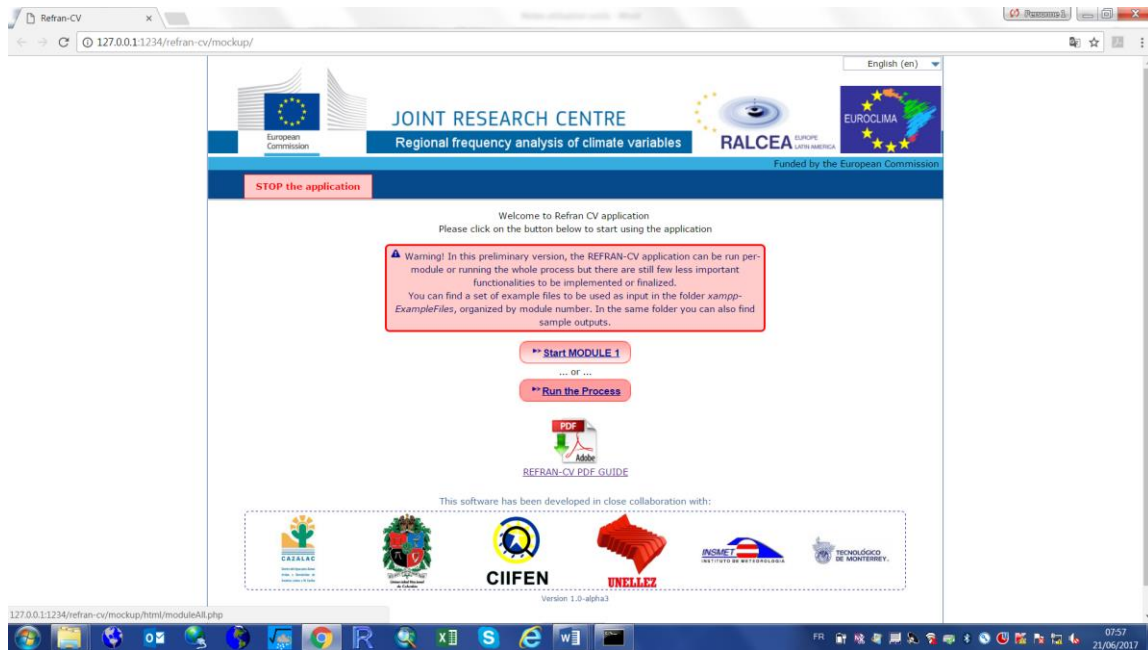 Refran-CV
Personne 1
127.0.0.1:1234/refran-cv/mockup/
English (en)
European
Commission
JOINT RESEARCH CENTRE
Regional frequency analysis of climate variables
RALCEA EUROPE
LATIN AMERICA
EUROCLIMA
Funded by the European Commission
STOP the application
Welcome to Refran CV application
Please click on the button below to start using the application
Warning! In this preliminary version, the REFRAN-CV application can be run per-
module or running the whole process but there are still few less important
functionalities to be implemented or finalized.
You can find a set of example files to be used as input in the folder xampp-
ExampleFiles, organized by module number. In the same folder you can also find
sample outputs.
Start MODULE 1
... or ...
Run the Process
PDF
Adobe
REFRAN-CV PDF GUIDE
This software has been developed in close collaboration with:
CAZALAC
CIIFEN
UNELLEZ
INSMET
INSTITUTO DE METEOROLOGIA
TECNOLÓGICO
DE MONTERREY.
Universidad Nacional
de Colombia
Version 1.0-alpha3
127.0.0.1:1234/refran-cv/mockup/html/moduleAll.php
FR
07:57
21/06/2017